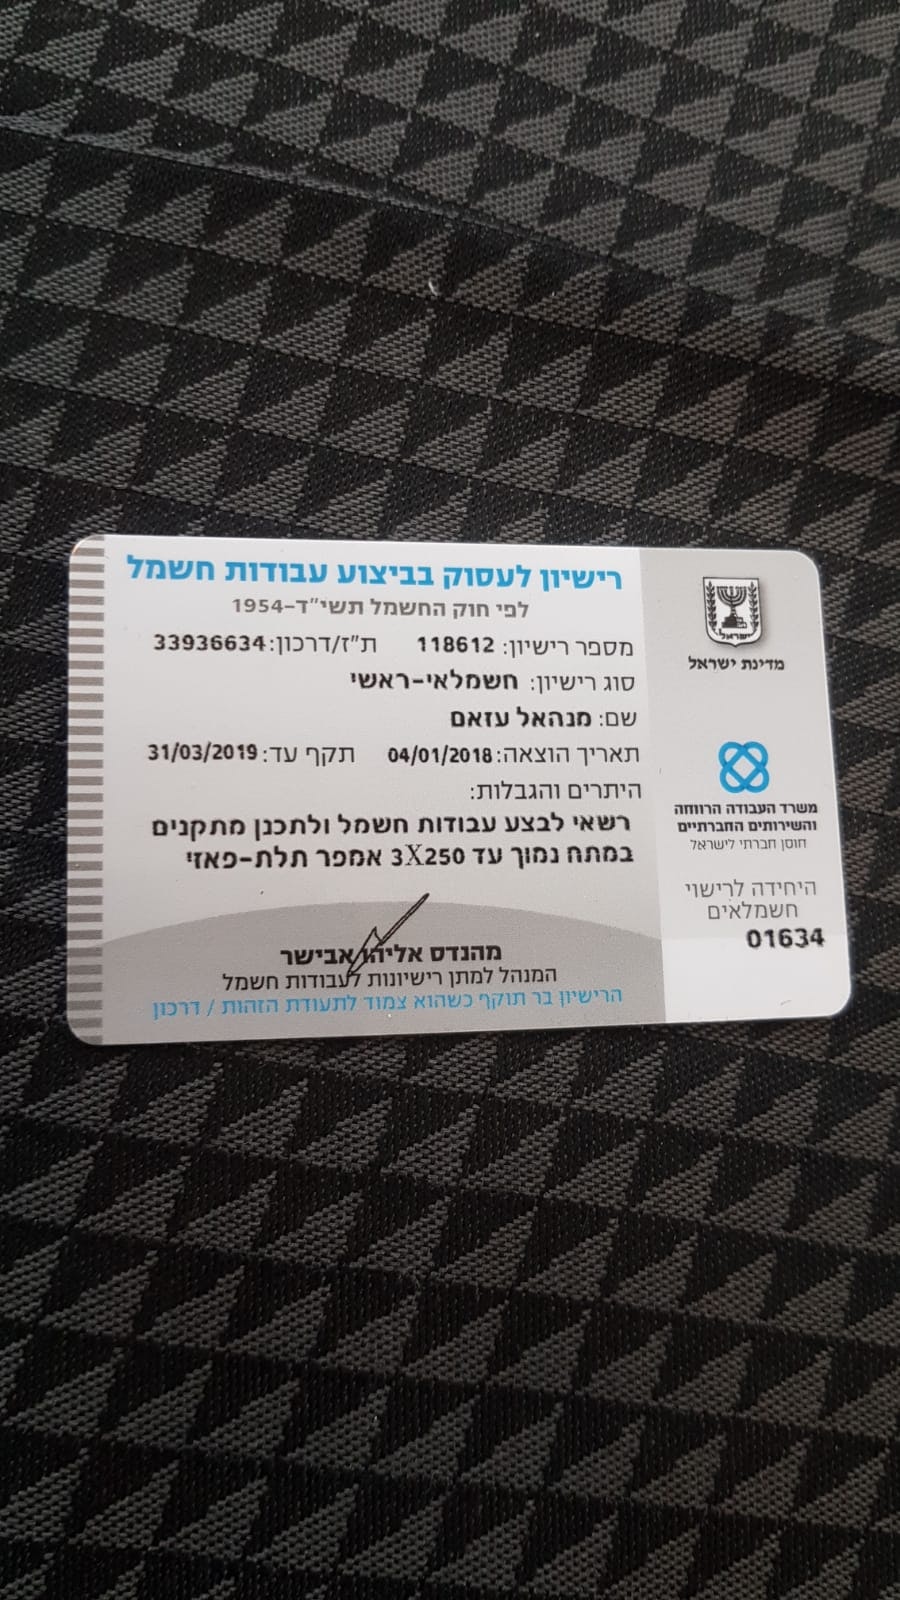 רישיון לעסוק בביצוע עבודות חשמל
לפי חוק החשמל תשי"ד-1954
מספר רישיון: 118612 ת"ז/דרכון: 33936634
סוג רישיון: חשמלאי-ראשי
שם: מנהאל עזאם
תאריך הוצאה: 04/01/2018 תקף עד: 31/03/2019
היתרים והגבלות:
רשאי לבצע עבודות חשמל ולתכנן מתקנים
במתח נמוך עד 3X250 אמפר תלת-פאזי
מהנדס אליהו אבישר
המנהל למתן רישיונות לעבודות חשמל
הרישיון בר תוקף כשהוא צמוד לתעודת הזהות / דרכון
ישראל
מדינת ישראל
משרד העבודה הרווחה
והשירותים החברתיים
חוסן חברתי לישראל
היחידה לרישוי
חשמלאים
01634